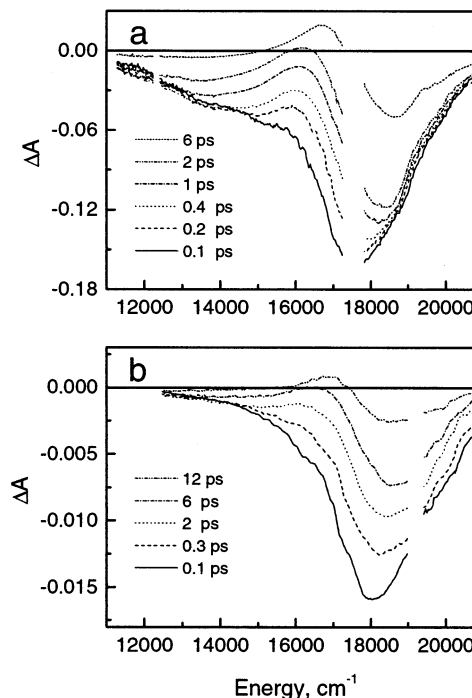 a
0.00
-0.06
-0.12
-0.18
ΔA
6 ps
2 ps
1 ps
0.4 ps
0.2 ps
0.1 ps
12000 14000 16000 18000 20000
b
0.000
-0.005
-0.010
-0.015
ΔA
12 ps
6 ps
2 ps
0.3 ps
0.1 ps
12000 14000 16000 18000 20000
Energy, cm⁻¹